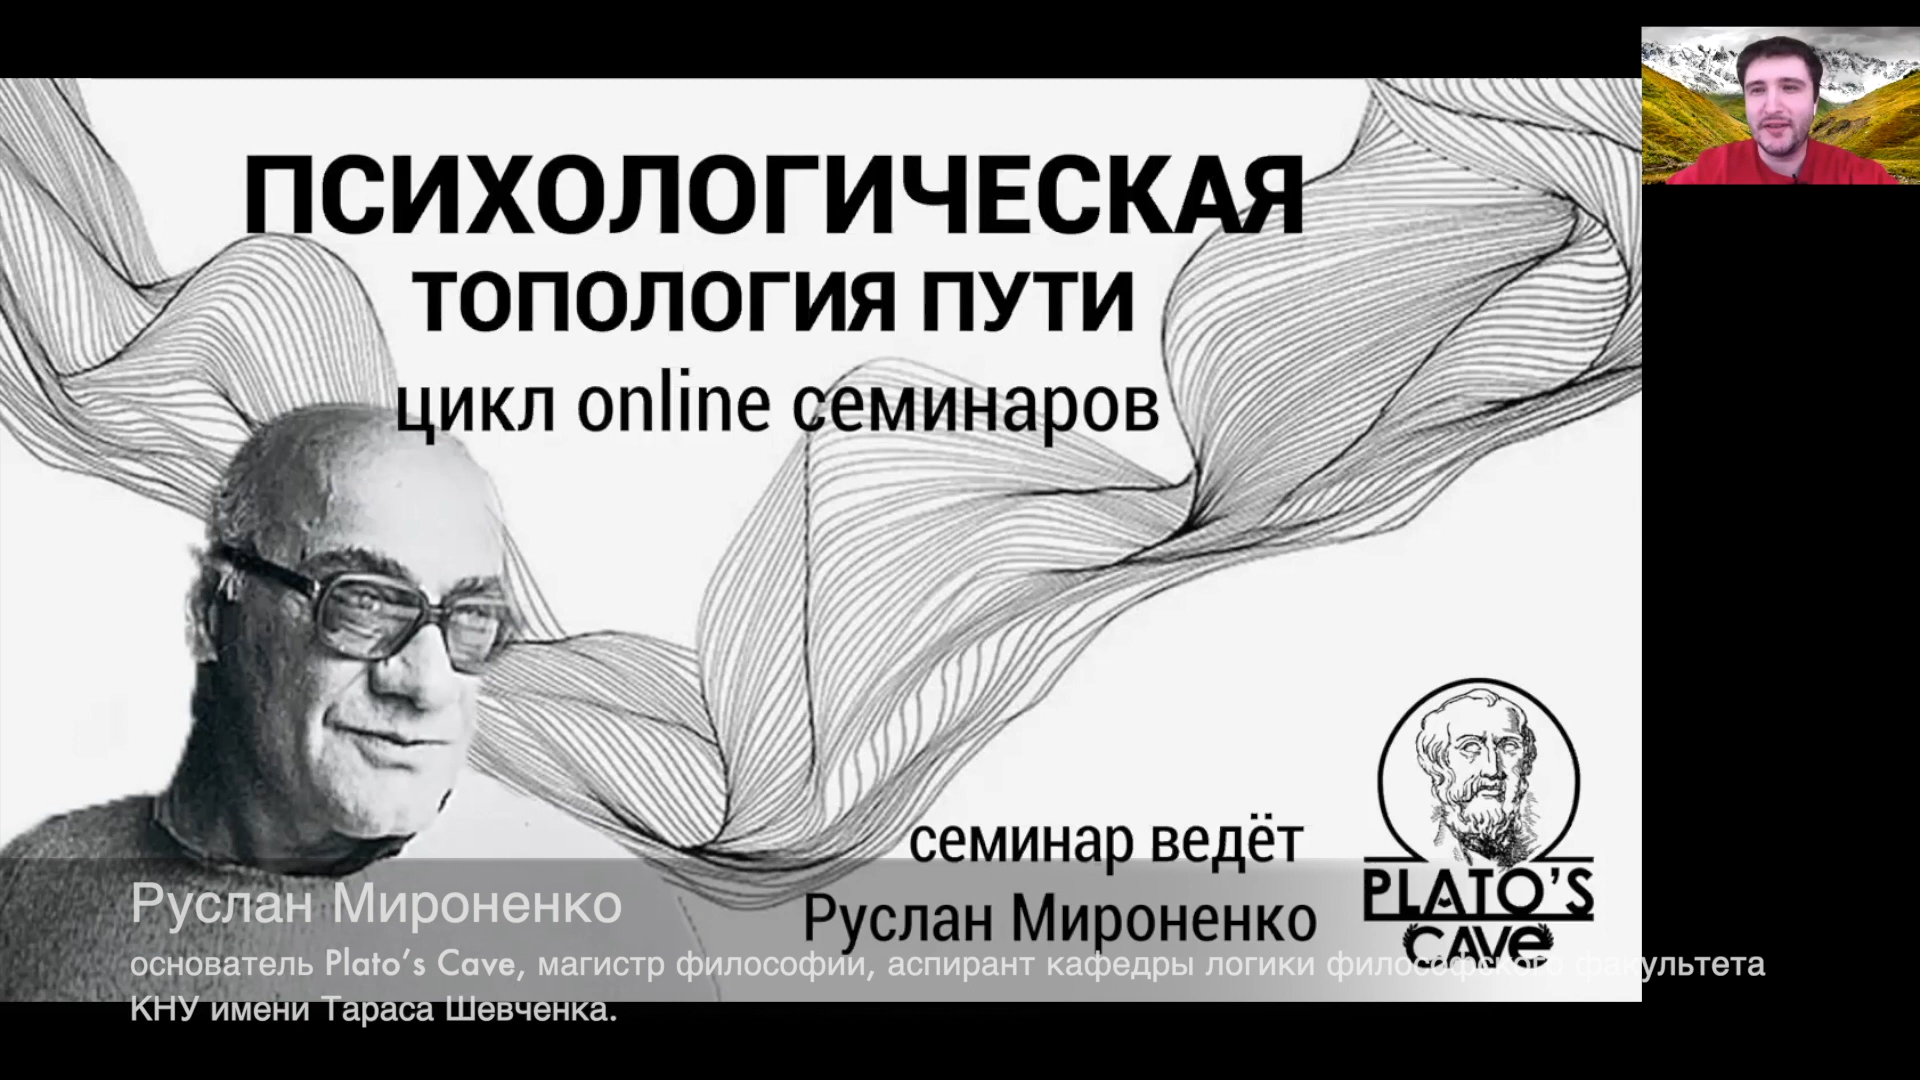 ПСИХОЛОГИЧЕСКАЯ
ТОПОЛОГИЯ ПУТИ
цикл online семинаров
семинар ведёт
Руслан Мироненко
PLATO'S
CAVe
Руслан Мироненко
основатель Plato's Cave, магистр философии, аспирант кафедры логики философского факультета
КНУ имени Тараса Шевченка.